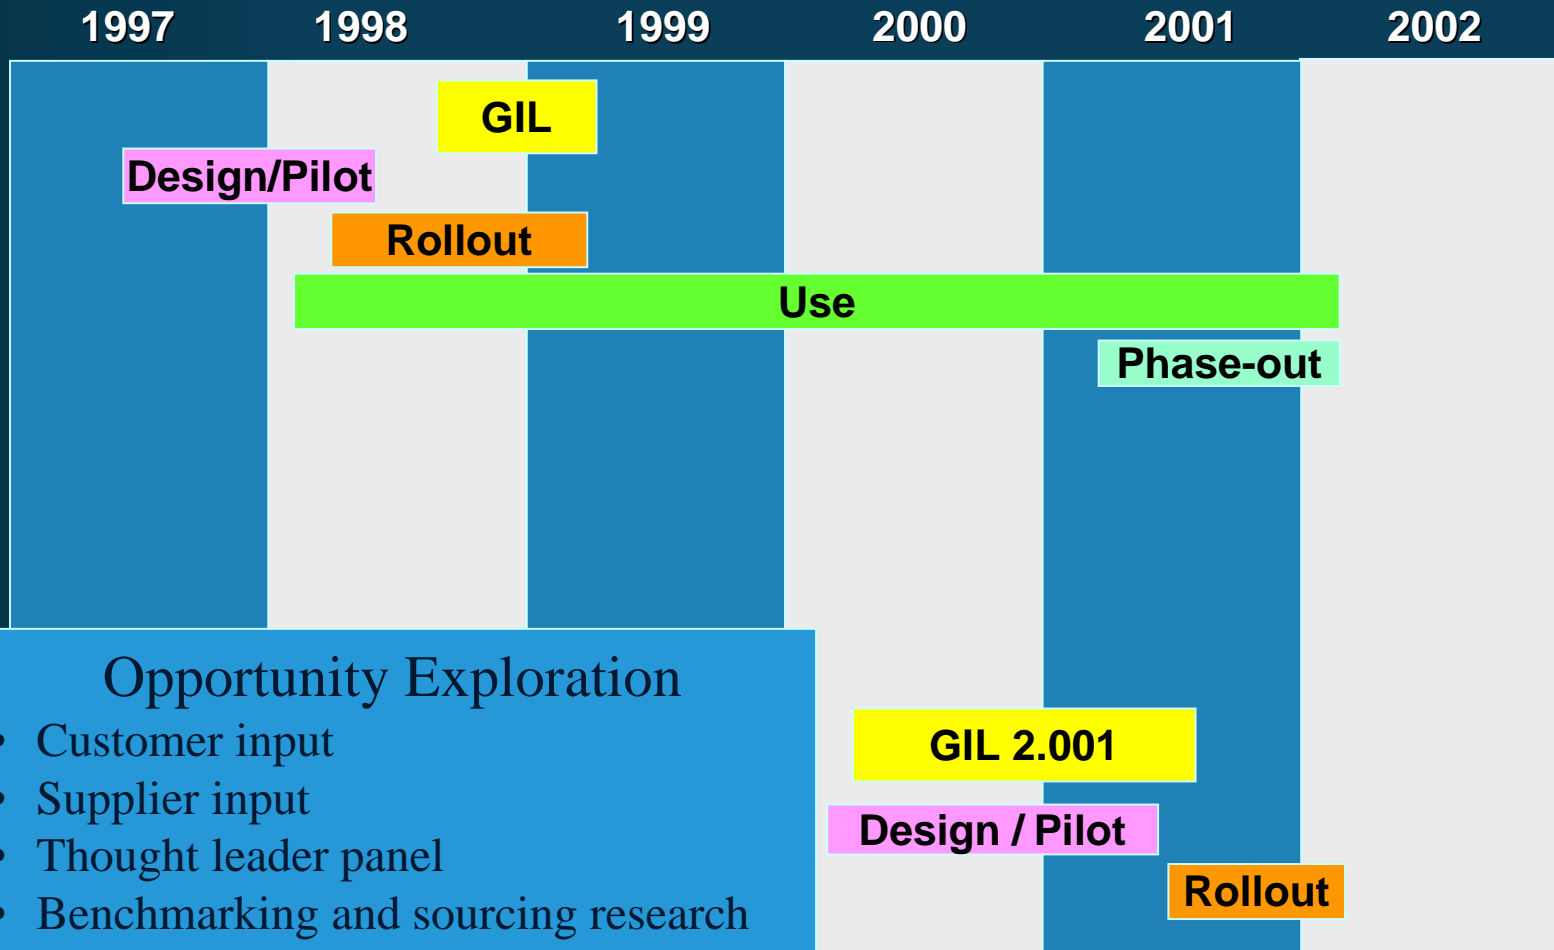 1997 1998 1999 2000 2001 2002
GIL
Design/Pilot
Rollout
Use
Phase-out
Opportunity Exploration
• Customer input
• Supplier input
• Thought leader panel
• Benchmarking and sourcing research
GIL 2.001
Design / Pilot
Rollout